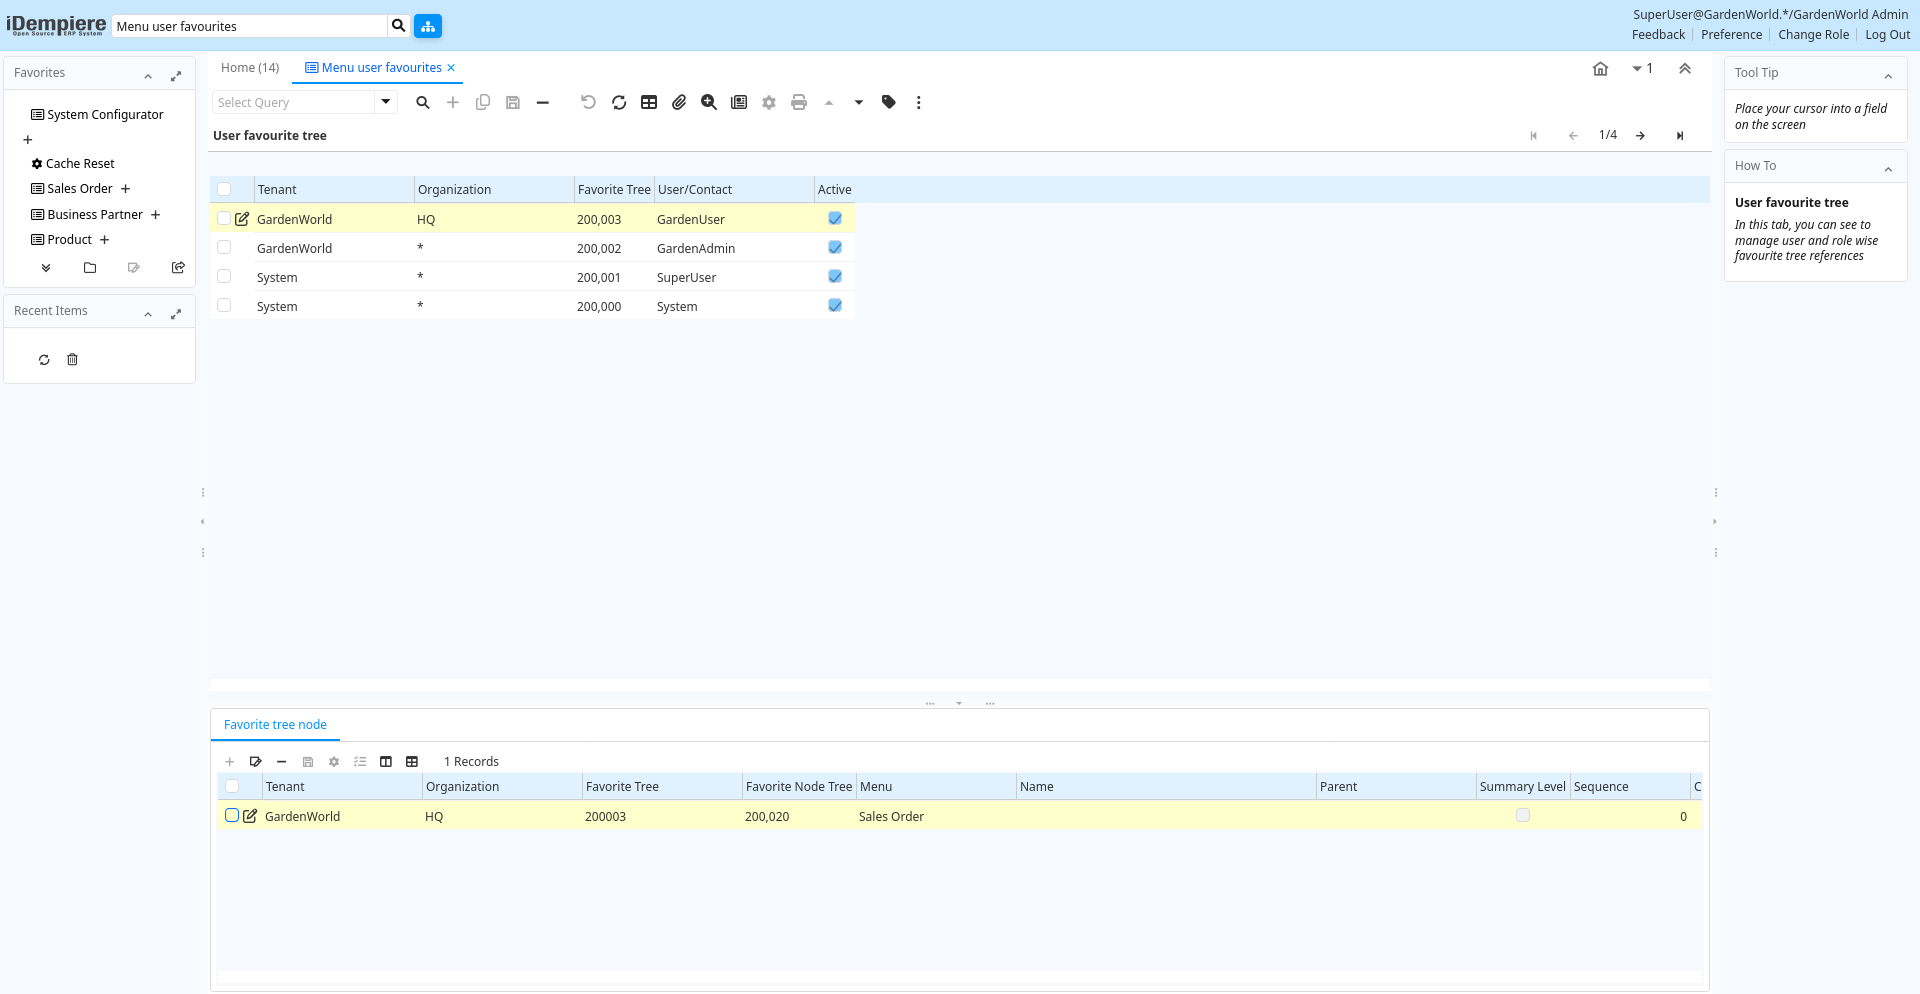 iDempiere
Open Source ERP System
Menu user favourites
SuperUser@GardenWorld.*/GardenWorld Admin
Feedback
Preference
Change Role
Log Out
Favorites
System Configurator
Cache Reset
Sales Order
Business Partner
Product
Recent Items
Home (14)
Menu user favourites
1
Select Query
User favourite tree
1/4
Tenant Organization Favorite Tree User/Contact Active
GardenWorld HQ 200,003 GardenUser
GardenWorld * 200,002 GardenAdmin
System * 200,001 SuperUser
System * 200,000 System
Favorite tree node
1 Records
Tenant Organization Favorite Tree Favorite Node Tree Menu Name Parent Summary Level Sequence C
GardenWorld HQ 200003 200,020 Sales Order 0
Tool Tip
Place your cursor into a field
on the screen
How To
User favourite tree
In this tab, you can see to
manage user and role wise
favourite tree references